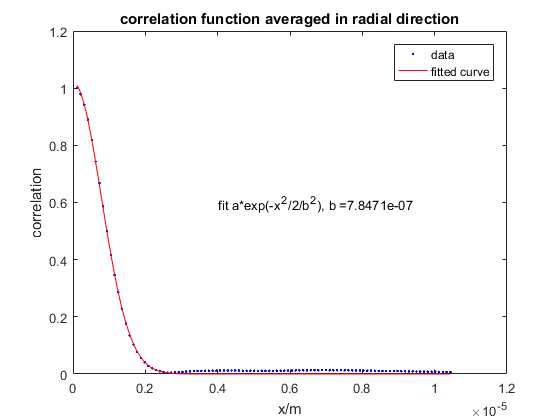 correlation function averaged in radial direction
1.2
1
0.8
0.6
0.4
0.2
0
correlation
data
fitted curve
fit a*exp(-x^2/2/b^2), b =7.8471e-07
0 0.2 0.4 0.6 0.8 1 1.2
x/m
×10^-5